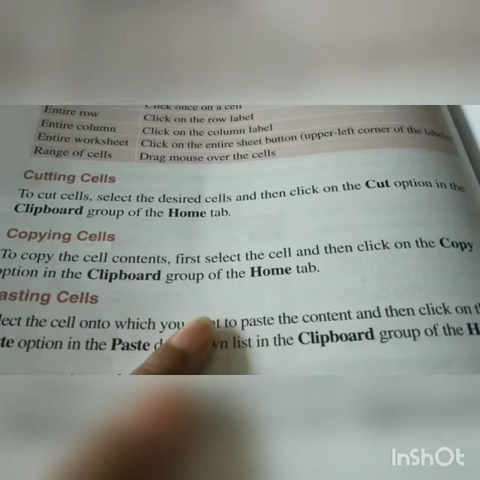 Click once on a cell
Entire row Click on the row label
Entire column Click on the column label
Entire worksheet Click on the entire sheet button (upper-left corner of the labels)
Range of cells Drag mouse over the cells
Cutting Cells
To cut cells, select the desired cells and then click on the Cut option in the
Clipboard group of the Home tab.
Copying Cells
To copy the cell contents, first select the cell and then click on the Copy
option in the Clipboard group of the Home tab.
asting Cells
lect the cell onto which you to paste the content and then click on
te option in the Paste list in the Clipboard group of the
InShOt